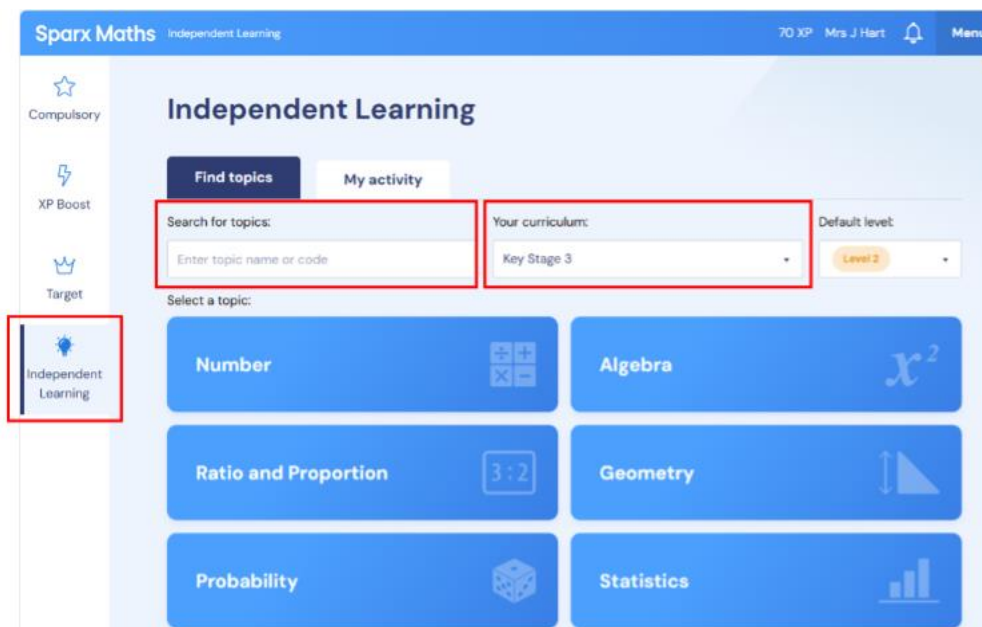 Sparx Maths Independent Learning 70 XP Mrs J Hart Menu
Compulsory
XP Boost
Target
Independent
Learning
Independent Learning
Find topics My activity
Search for topics: Your curriculum: Default level:
Enter topic name or code Key Stage 3 Level 2
Select a topic:
Number Algebra x²
Ratio and Proportion 3:2 Geometry
Probability Statistics